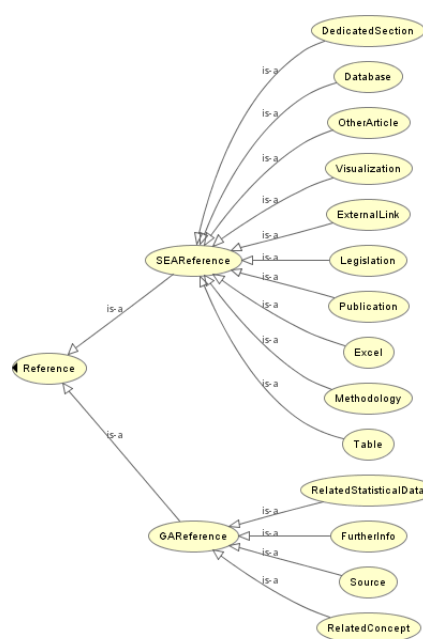 DedicatedSection
is-a
Database
is-a
OtherArticle
is-a
Visualization
is-a
ExternalLink
is-a
SEAReference
is-a
Legislation
is-a
Publication
is-a
Excel
is-a
is-a
Reference
Methodology
is-a
Table
is-a
RelatedStatisticalData
is-a
GAReference
is-a
FurtherInfo
is-a
Source
is-a
RelatedConcept